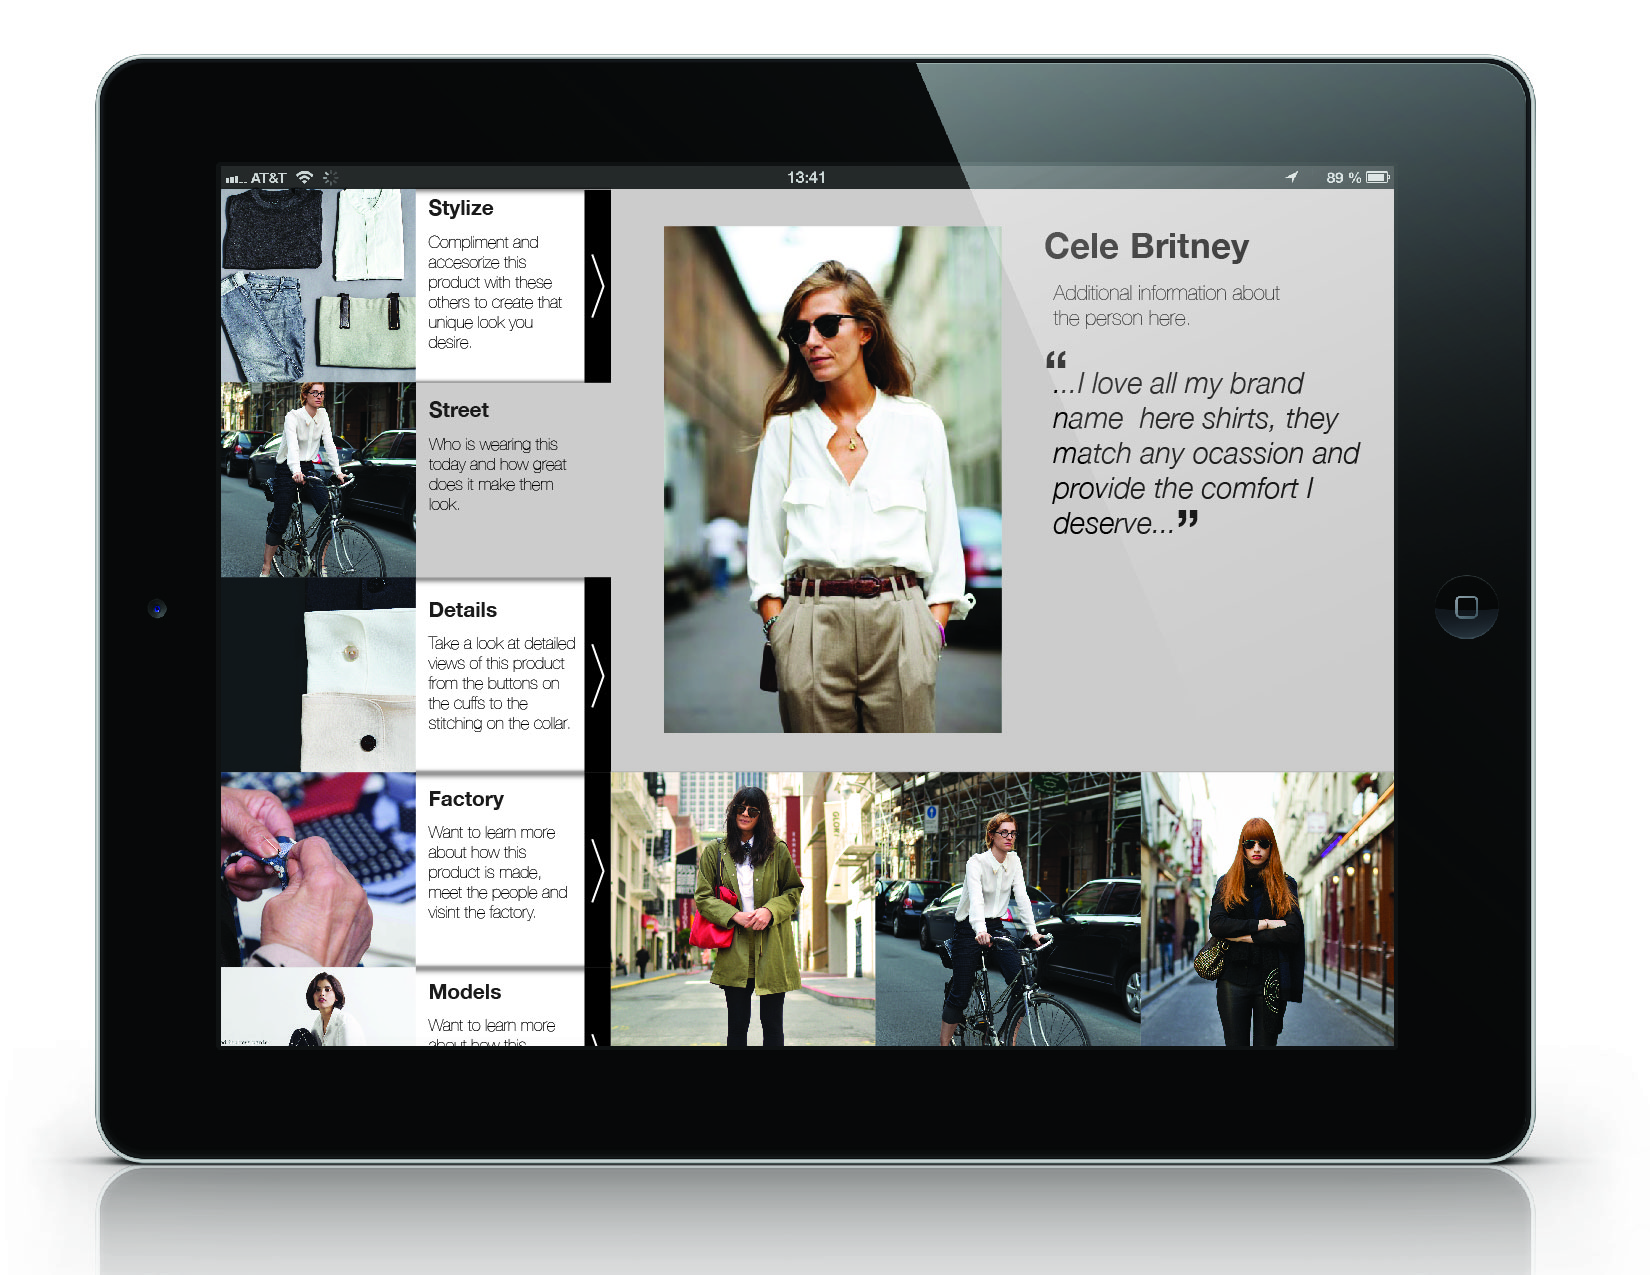 AT&T
13:41
89 %
Stylize
Compliment and
accesorize this
product with these
others to create that
unique look you
desire.
Street
Who is wearing this
today and how great
does it make them
look.
Details
Take a look at detailed
views of this product
from the buttons on
the cuffs to the
stitching on the collar.
Factory
Want to learn more
about how this
product is made,
meet the people and
visint the factory.
Models
Want to learn more
about how this
Cele Britney
Additional information about
the person here.
“
...I love all my brand
name  here shirts, they
match any ocassion and
provide the comfort I
deserve...”